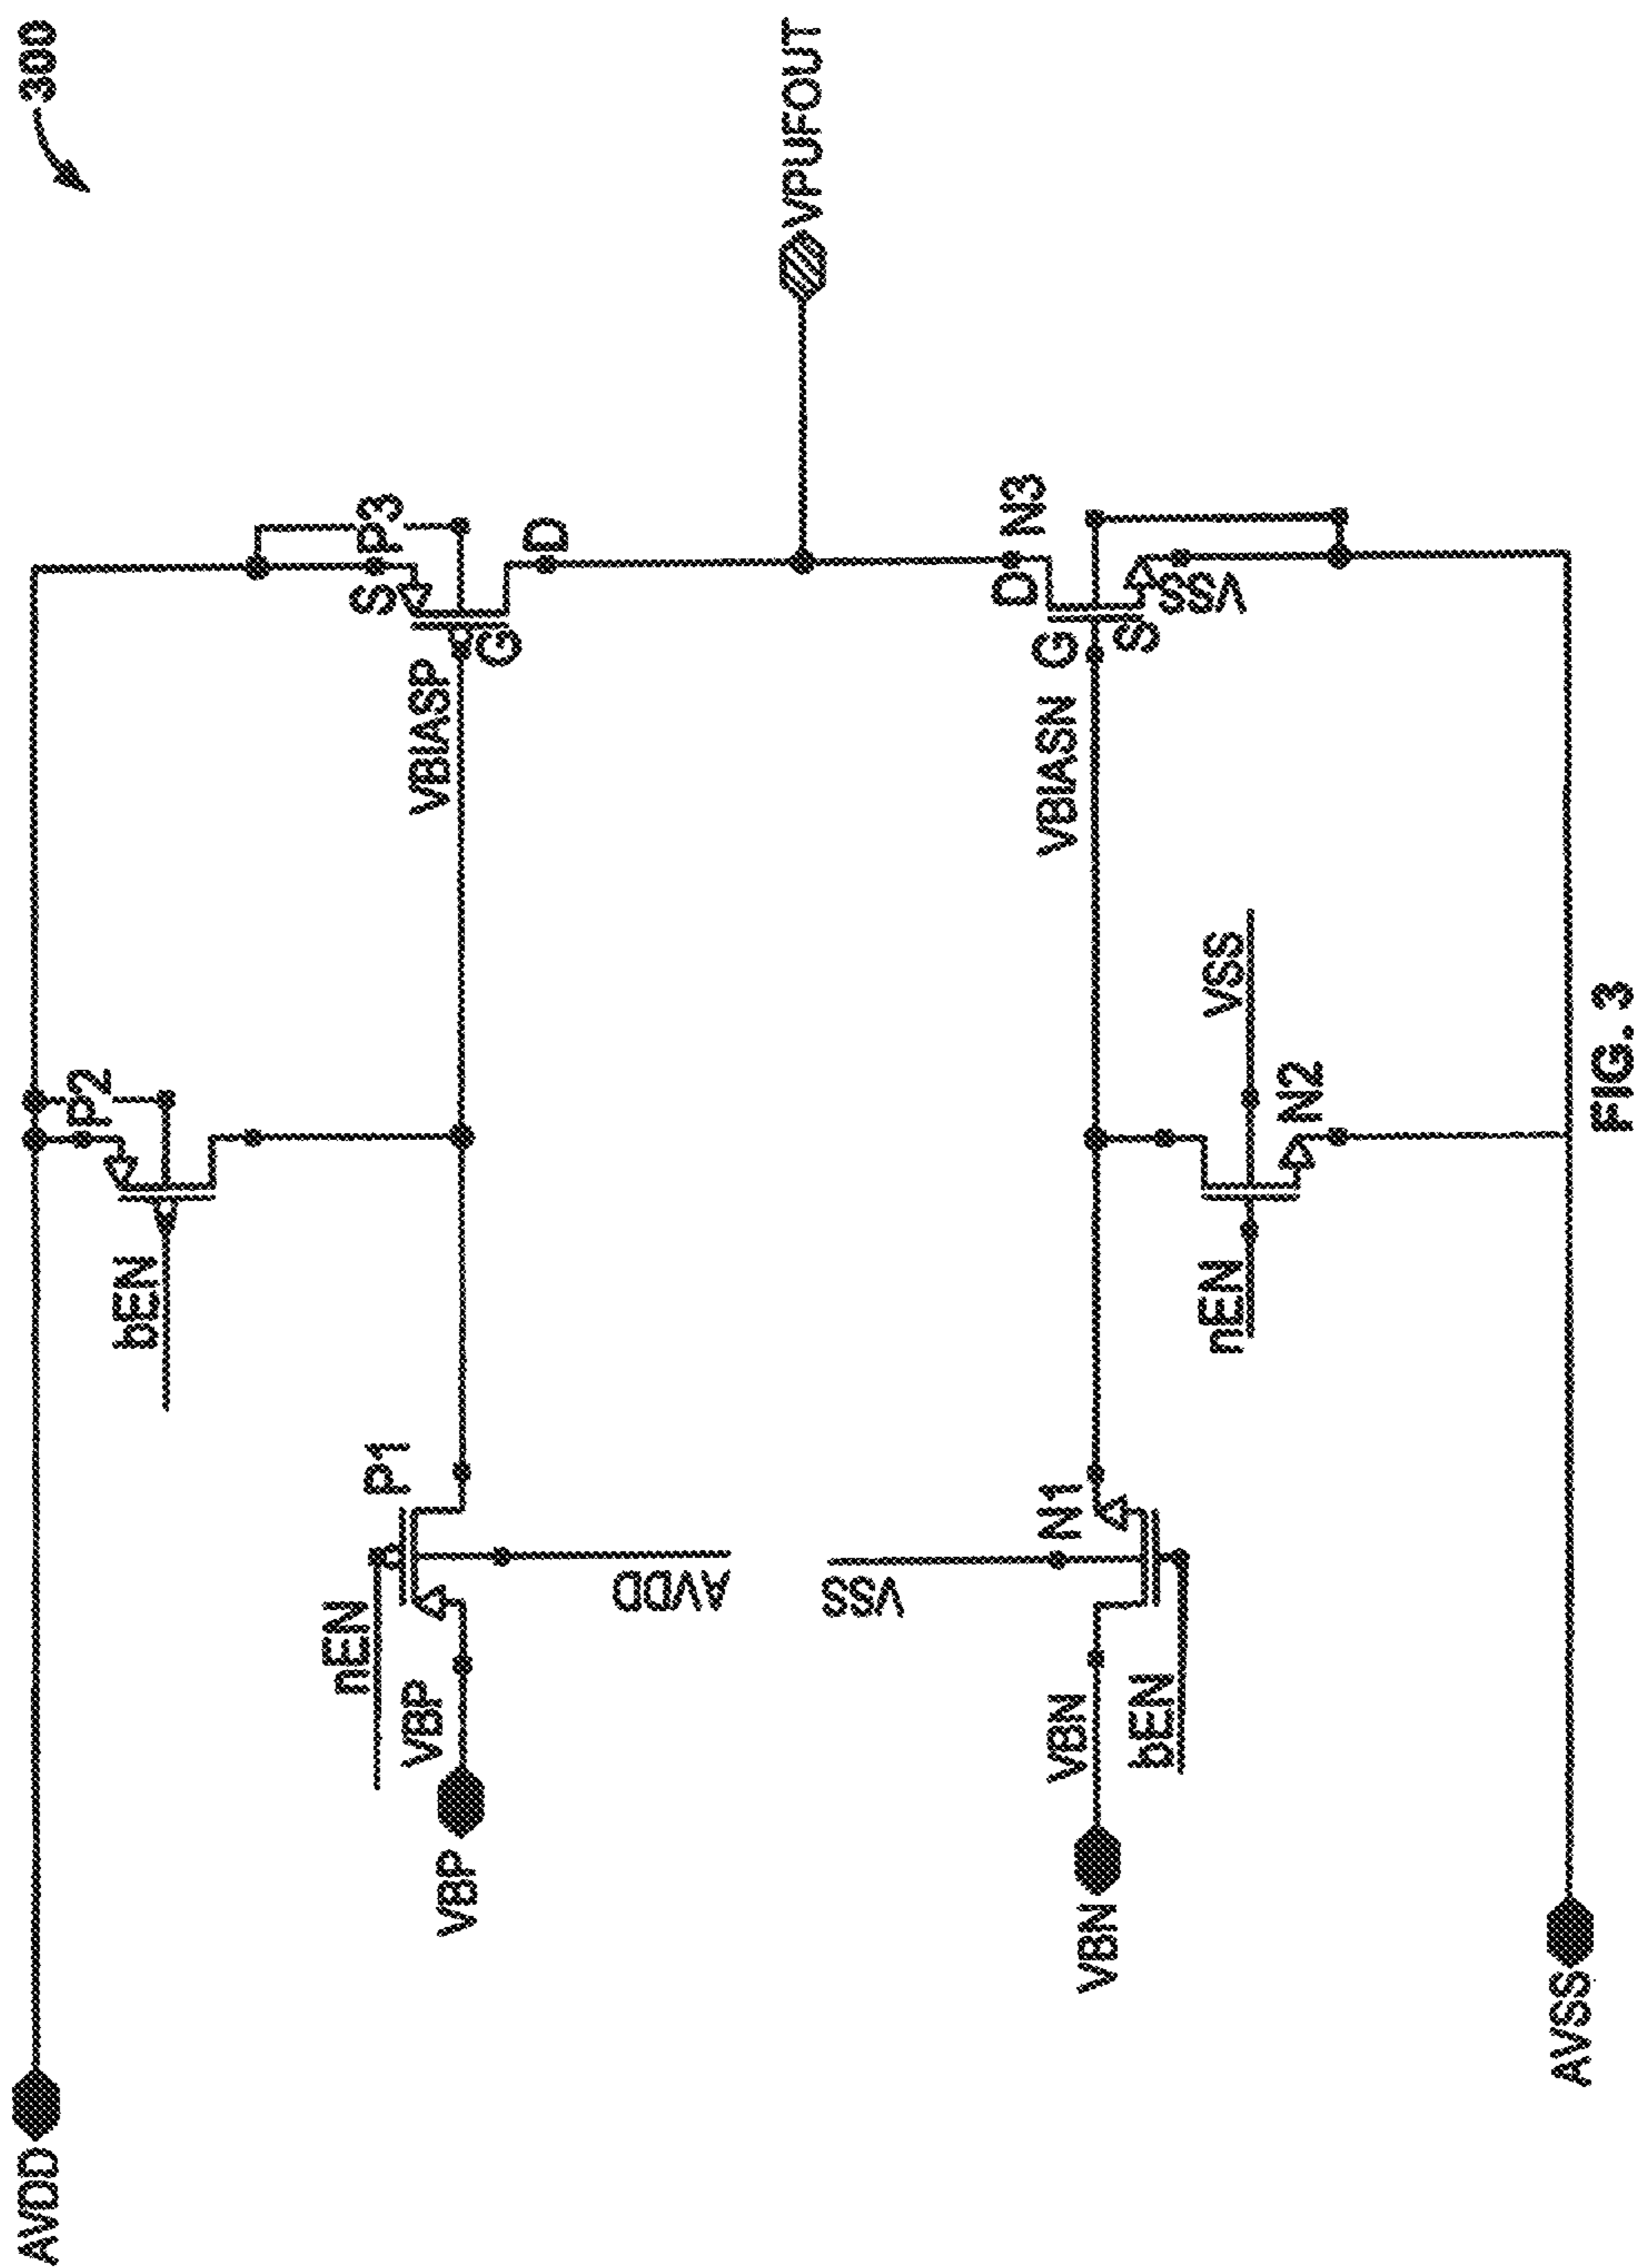 300
AVDD
P2
bEN
nEN
P1
VBP
VBP
AVDD
S
P3
VBIASP
G
D
VPUFOUT
VBN
VBN
VSS
N1
bEN
VBIASN
G
D
N3
S
VSS
nEN
VSS
N2
AVSS
FIG. 3